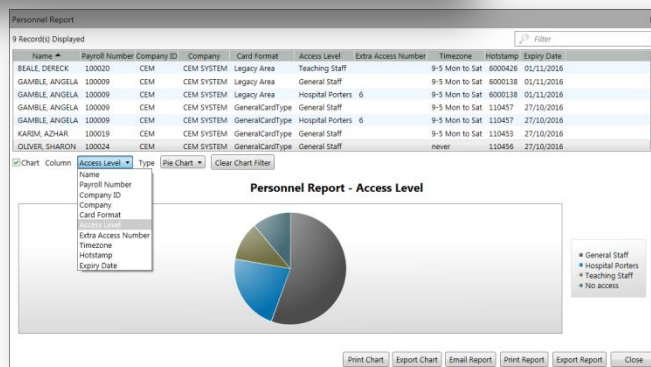 Personnel Report
9 Record(s) Displayed
Filter
Name Payroll Number Company ID Company Card Format Access Level Extra Access Number Timezone Hotstamp Expiry Date
BEALE, DERECK 100020 CEM CEM SYSTEM Legacy Area Teaching Staff 9-5 Mon to Sat 6000426 01/11/2016
GAMBLE, ANGELA 100009 CEM CEM SYSTEM Legacy Area General Staff 9-5 Mon to Sat 6000138 01/11/2016
GAMBLE, ANGELA 100009 CEM CEM SYSTEM Legacy Area Hospital Porters 6 9-5 Mon to Sat 6000138 01/11/2016
GAMBLE, ANGELA 100009 CEM CEM SYSTEM GeneralCardType General Staff 9-5 Mon to Sat 110457 27/10/2016
GAMBLE, ANGELA 100009 CEM CEM SYSTEM GeneralCardType Hospital Porters 6 9-5 Mon to Sat 110457 27/10/2016
KARIM, AZHAR 100019 CEM CEM SYSTEM GeneralCardType General Staff 9-5 Mon to Sat 110453 27/10/2016
OLIVER, SHARON 100024 CEM CEM SYSTEM GeneralCardType General Staff never 110456 27/10/2016
Chart Column Access Level Type Pie Chart Clear Chart Filter
Name
Payroll Number
Company ID
Company
Card Format
Access Level
Extra Access Number
Timezone
Hotstamp
Expiry Date
Personnel Report - Access Level
General Staff
Hospital Porters
Teaching Staff
No access
Print Chart Export Chart Email Report Print Report Export Report Close